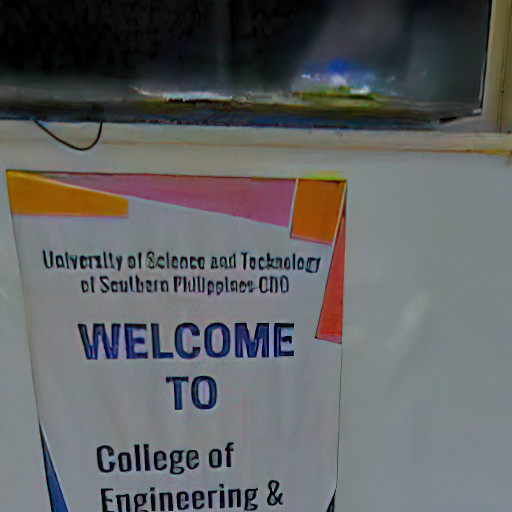 University of Science and Technology
of Southern Philippines-CDO
WELCOME
TO
College of
Engineering &